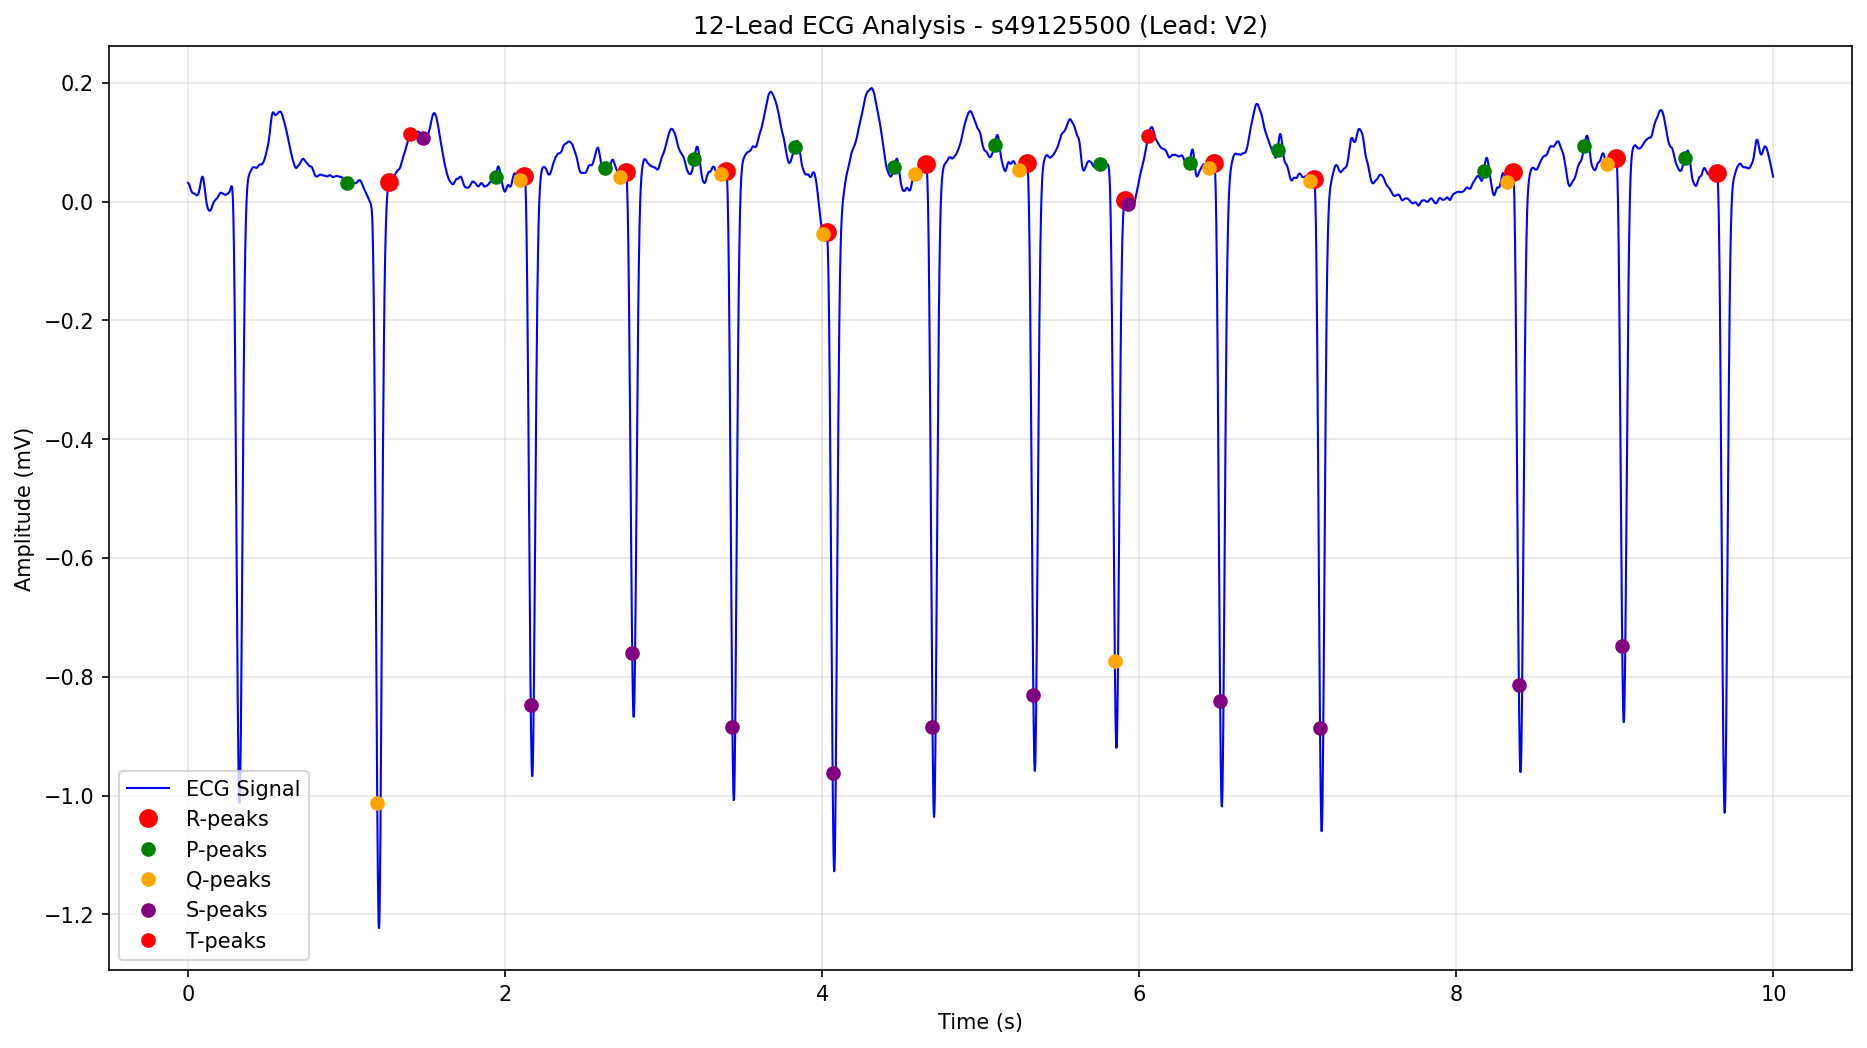 12-Lead ECG Analysis - s49125500 (Lead: V2)
Amplitude (mV)
0.2
0.0
−0.2
−0.4
−0.6
−0.8
−1.0
−1.2
ECG Signal
R-peaks
P-peaks
Q-peaks
S-peaks
T-peaks
0 2 4 6 8 10
Time (s)